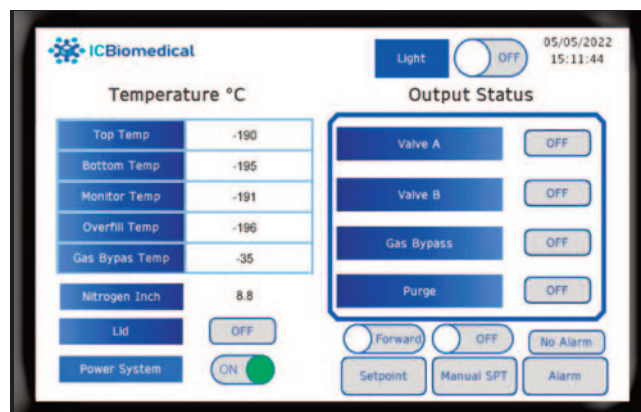 ICBiomedical
Light OFF
05/05/2022
15:11:44
Temperature °C
Top Temp -190
Bottom Temp -195
Monitor Temp -191
Overfill Temp -196
Gas Bypas Temp -35
Nitrogen Inch 8.8
Lid OFF
Power System ON
Output Status
Valve A OFF
Valve B OFF
Gas Bypass OFF
Purge OFF
Forward OFF No Alarm
Setpoint Manual SPT Alarm